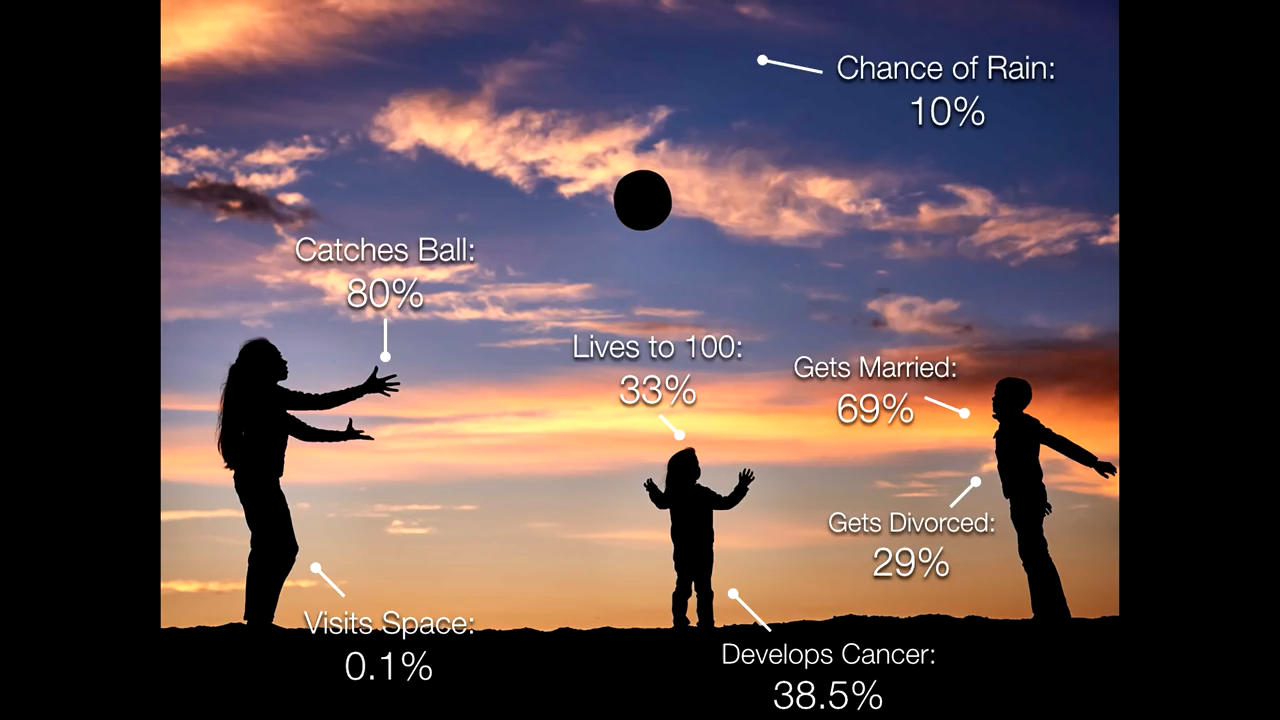 Chance of Rain:
10%
Catches Ball:
80%
Lives to 100:
33%
Gets Married:
69%
Gets Divorced:
29%
Visits Space:
0.1%
Develops Cancer:
38.5%